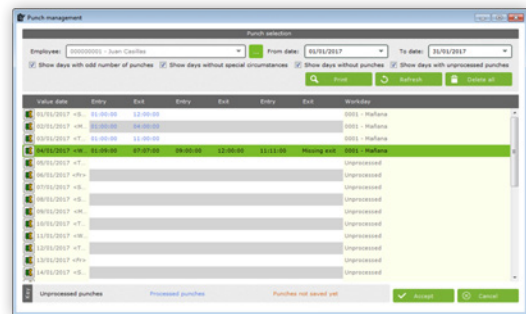 Punch management
Punch selection
Employee: 000000001 - Juan Casillas ... From date: 01/01/2017 To date: 31/01/2017
Show days with odd number of punches Show days without special circumstances Show days without punches Show days with unprocessed punches
Print Refresh Delete all
Value date Entry Exit Entry Exit Entry Exit Workday
01/01/2017 <S... 01:00:00 12:00:00 0001 - Mañana
02/01/2017 <M... 01:00:00 04:00:00 0001 - Mañana
03/01/2017 <T... 01:00:00 11:00:00 0001 - Mañana
04/01/2017 <W... 01:09:00 07:07:00 09:00:00 12:00:00 11:11:00 Missing exit 0001 - Mañana
05/01/2017 <T... Unprocessed
06/01/2017 <Fri> Unprocessed
07/01/2017 <S... Unprocessed
08/01/2017 <S... Unprocessed
09/01/2017 <M... Unprocessed
10/01/2017 <T... Unprocessed
11/01/2017 <W... Unprocessed
12/01/2017 <T... Unprocessed
13/01/2017 <Fri> Unprocessed
14/01/2017 <S... Unprocessed
Key Unprocessed punches Processed punches Punches not saved yet Accept Cancel